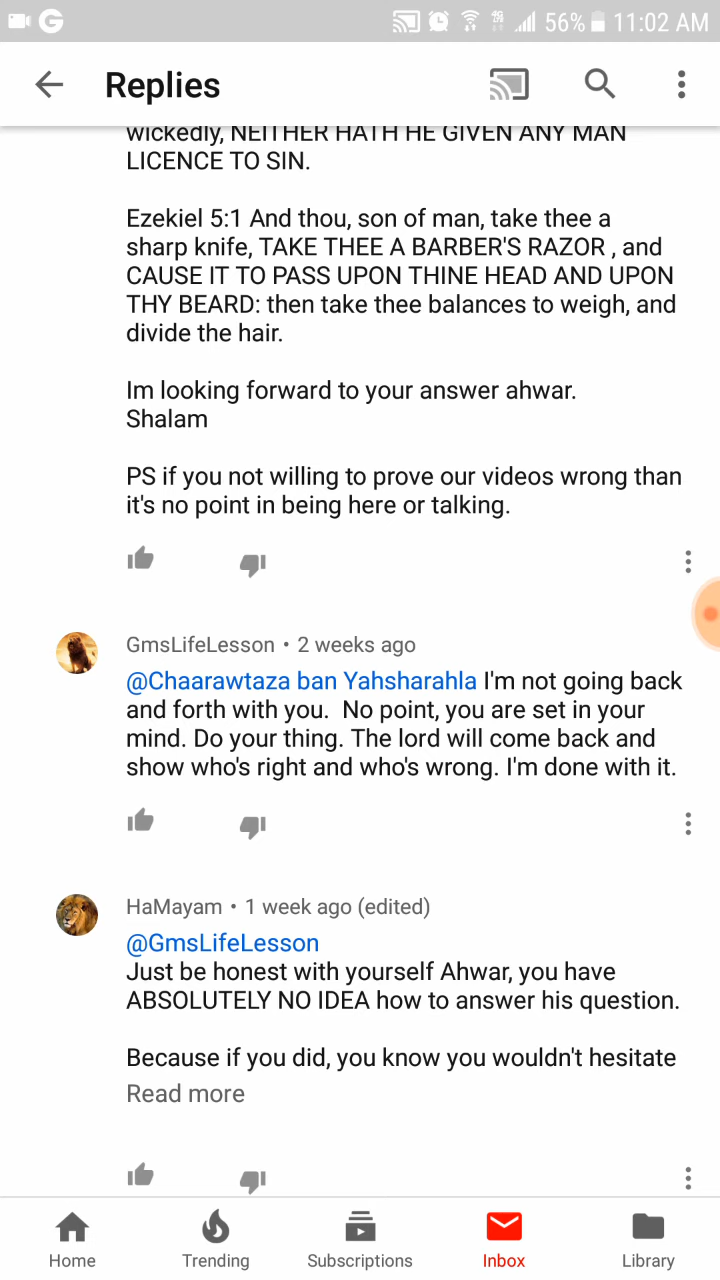 56% 11:02 AM
Replies
wickedly, NEITHER HATH HE GIVEN ANY MAN
LICENCE TO SIN.
Ezekiel 5:1 And thou, son of man, take thee a
sharp knife, TAKE THEE A BARBER'S RAZOR , and
CAUSE IT TO PASS UPON THINE HEAD AND UPON
THY BEARD: then take thee balances to weigh, and
divide the hair.
Im looking forward to your answer ahwar.
Shalam
PS if you not willing to prove our videos wrong than
it's no point in being here or talking.
GmsLifeLesson • 2 weeks ago
@Chaarawtaza ban Yahsharahla I'm not going back
and forth with you.  No point, you are set in your
mind. Do your thing. The lord will come back and
show who's right and who's wrong. I'm done with it.
HaMayam • 1 week ago (edited)
@GmsLifeLesson
Just be honest with yourself Ahwar, you have
ABSOLUTELY NO IDEA how to answer his question.
Because if you did, you know you wouldn't hesitate
Read more
Home Trending Subscriptions Inbox Library